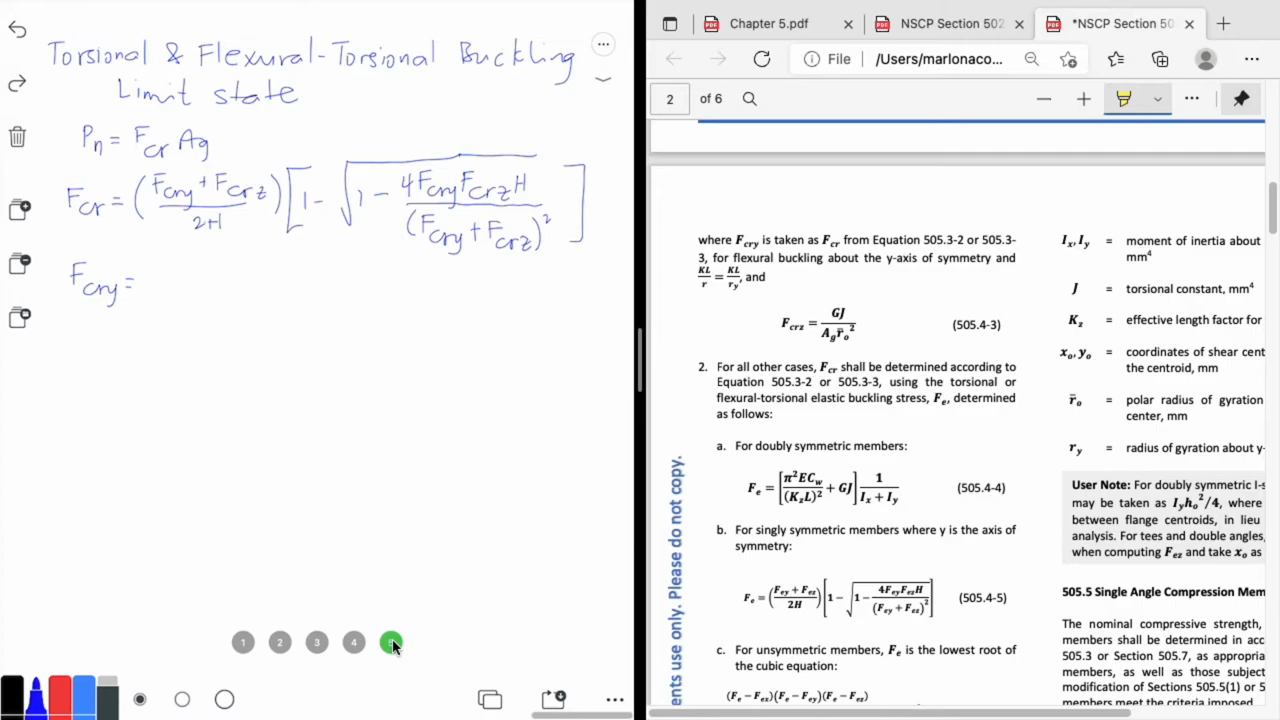 Torsional & Flexural-Torsional Buckling
Limit state
Pn = Fcr Ag
Fcr = ( (Fcry + Fcrz) / 2H ) [ 1 - √( 1 - 4FcryFcrzH / (Fcry + Fcrz)² ) ]
Fcry =
1 2 3 4
Chapter 5.pdf
NSCP Section 502
*NSCP Section 50
File
/Users/marlonaco...
2 of 6
where Fcry is taken as Fcr from Equation 505.3-2 or 505.3-
3, for flexural buckling about the y-axis of symmetry and
KL/r = KL/ry, and
Fcrz = GJ / Ag r̄o² (505.4-3)
2. For all other cases, Fcr shall be determined according to
Equation 505.3-2 or 505.3-3, using the torsional or
flexural-torsional elastic buckling stress, Fe, determined
as follows:
a. For doubly symmetric members:
Fe = [ π²ECw / (KzL)² + GJ ] 1 / (Ix + Iy) (505.4-4)
b. For singly symmetric members where y is the axis of
symmetry:
Fe = ( (Fey + Fez) / 2H ) [ 1 - √( 1 - 4FeyFezH / (Fey + Fez)² ) ] (505.4-5)
c. For unsymmetric members, Fe is the lowest root of
the cubic equation:
(Fe - Fez)(Fe - Fey)(Fe - Fez)
ents use only. Please do not copy.
Ix, Iy = moment of inertia about
mm⁴
J = torsional constant, mm⁴
Kz = effective length factor for
xo, yo = coordinates of shear cent
the centroid, mm
r̄o = polar radius of gyration
center, mm
ry = radius of gyration about y-
User Note: For doubly symmetric I-s
may be taken as Iyho²/4, where
between flange centroids, in lieu
analysis. For tees and double angles,
when computing Fez and take xo as
505.5 Single Angle Compression Mem
The nominal compressive strength,
members shall be determined in acc
505.3 or Section 505.7, as appropria
members, as well as those subject
modification of Sections 505.5(1) or 5
members meet the criteria imposed